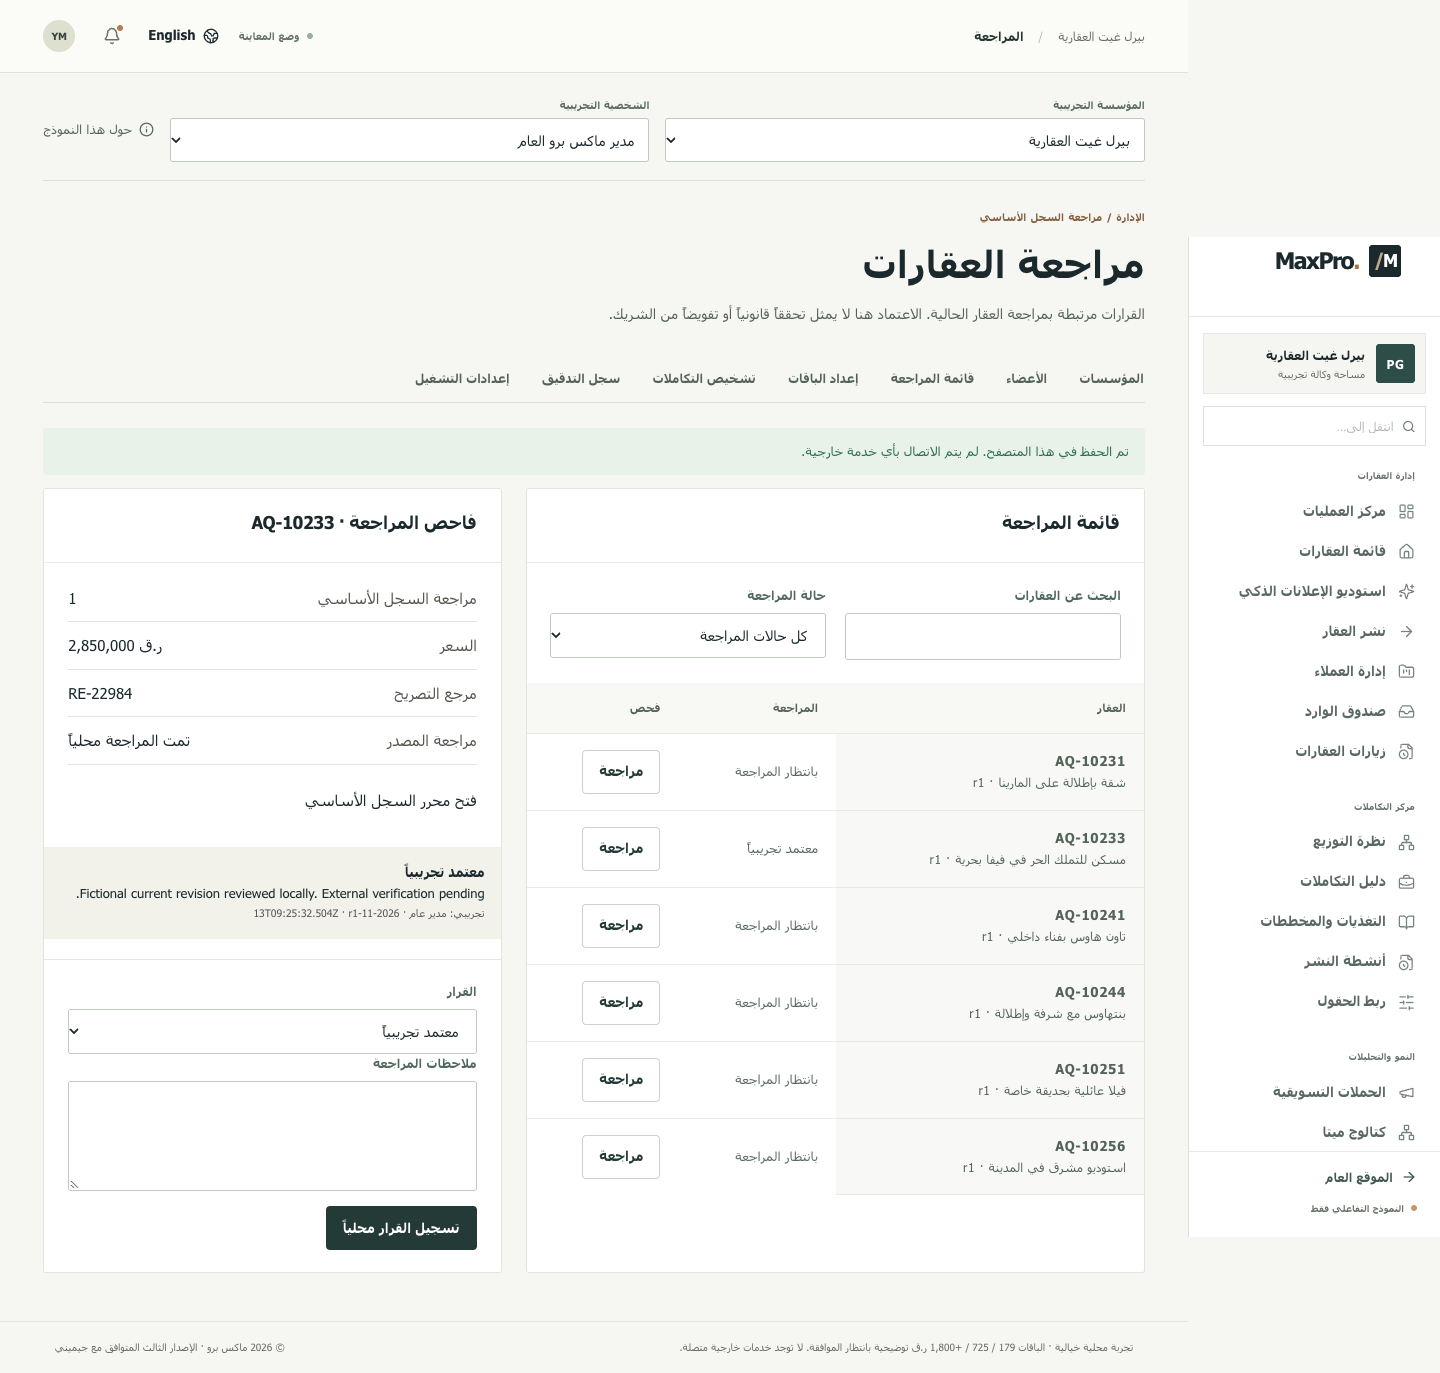 بيرل غيت العقارية / المراجعة
وضع المعاينة
English
YM
المؤسسة التجريبية
بيرل غيت العقارية
الشخصية التجريبية
مدير ماكس برو العام
حول هذا النموذج
الإدارة / مراجعة السجل الأساسي
مراجعة العقارات
القرارات مرتبطة بمراجعة العقار الحالية. الاعتماد هنا لا يمثل تحققاً قانونياً أو تفويضاً من الشريك.
المؤسسات
الأعضاء
قائمة المراجعة
إعداد الباقات
تشخيص التكاملات
سجل التدقيق
إعدادات التشغيل
تم الحفظ في هذا المتصفح. لم يتم الاتصال بأي خدمة خارجية.
قائمة المراجعة
البحث عن العقارات
حالة المراجعة
كل حالات المراجعة
العقار
المراجعة
فحص
AQ-10231
شقة بإطلالة على المارينا · r1
بانتظار المراجعة
مراجعة
AQ-10233
مسكن للتملك الحر في فيفا بحرية · r1
معتمد تجريبياً
مراجعة
AQ-10241
تاون هاوس بفناء داخلي · r1
بانتظار المراجعة
مراجعة
AQ-10244
بنتهاوس مع شرفة وإطلالة · r1
بانتظار المراجعة
مراجعة
AQ-10251
فيلا عائلية بحديقة خاصة · r1
بانتظار المراجعة
مراجعة
AQ-10256
استوديو مشرق في المدينة · r1
بانتظار المراجعة
مراجعة
فاحص المراجعة · AQ-10233
مراجعة السجل الأساسي
1
السعر
ر.ق 2,850,000
مرجع التصريح
RE-22984
مراجعة المصدر
تمت المراجعة محلياً
فتح محرر السجل الأساسي
معتمد تجريبياً
Fictional current revision reviewed locally. External verification pending.
تجريبي: مدير عام · r1-11-2026 · 13T09:25:32.504Z
القرار
معتمد تجريبياً
ملاحظات المراجعة
تسجيل القرار محلياً
MaxPro.
/M
PG
بيرل غيت العقارية
مساحة وكالة تجريبية
انتقل إلى...
إدارة العقارات
مركز العمليات
قائمة العقارات
استوديو الإعلانات الذكي
نشر العقار
إدارة العملاء
صندوق الوارد
زيارات العقارات
مركز التكاملات
نظرة التوزيع
دليل التكاملات
التغذيات والمخططات
أنشطة النشر
ربط الحقول
النمو والتحليلات
الحملات التسويقية
كتالوج ميتا
الموقع العام
النموذج التفاعلي فقط
تجربة محلية خيالية · الباقات 179 / 725 / +1,800 ر.ق توضيحية بانتظار الموافقة. لا توجد خدمات خارجية متصلة.
© 2026 ماكس برو · الإصدار الثالث المتوافق مع جيميني